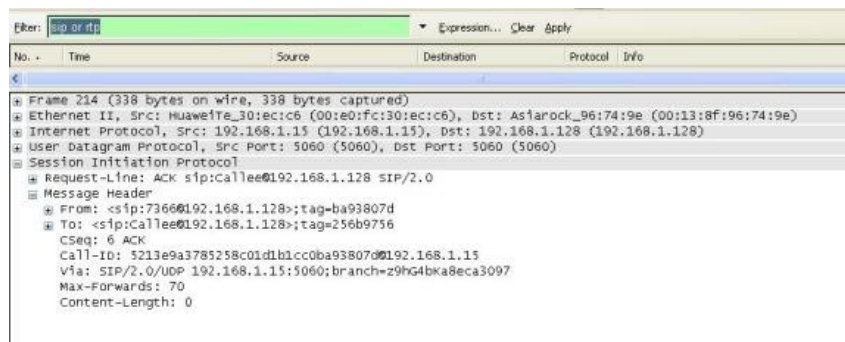 Filter: sip or rtp Expression... Clear Apply
No. - Time Source Destination Protocol Info
Frame 214 (338 bytes on wire, 338 bytes captured)
Ethernet II, Src: HuaweiTe_30:ec:c6 (00:e0:fc:30:ec:c6), Dst: Asiarock_96:74:9e (00:13:8f:96:74:9e)
Internet Protocol, Src: 192.168.1.15 (192.168.1.15), Dst: 192.168.1.128 (192.168.1.128)
User Datagram Protocol, Src Port: 5060 (5060), Dst Port: 5060 (5060)
Session Initiation Protocol
Request-Line: ACK sip:Callee@192.168.1.128 SIP/2.0
Message Header
From: <sip:7366@192.168.1.128>;tag=ba93807d
To: <sip:Callee@192.168.1.128>;tag=256b9756
CSeq: 6 ACK
Call-ID: 5213e9a3785258c01d1b1cc0ba93807d@192.168.1.15
Via: SIP/2.0/UDP 192.168.1.15:5060;branch=z9hG4bKa8eca3097
Max-Forwards: 70
Content-Length: 0